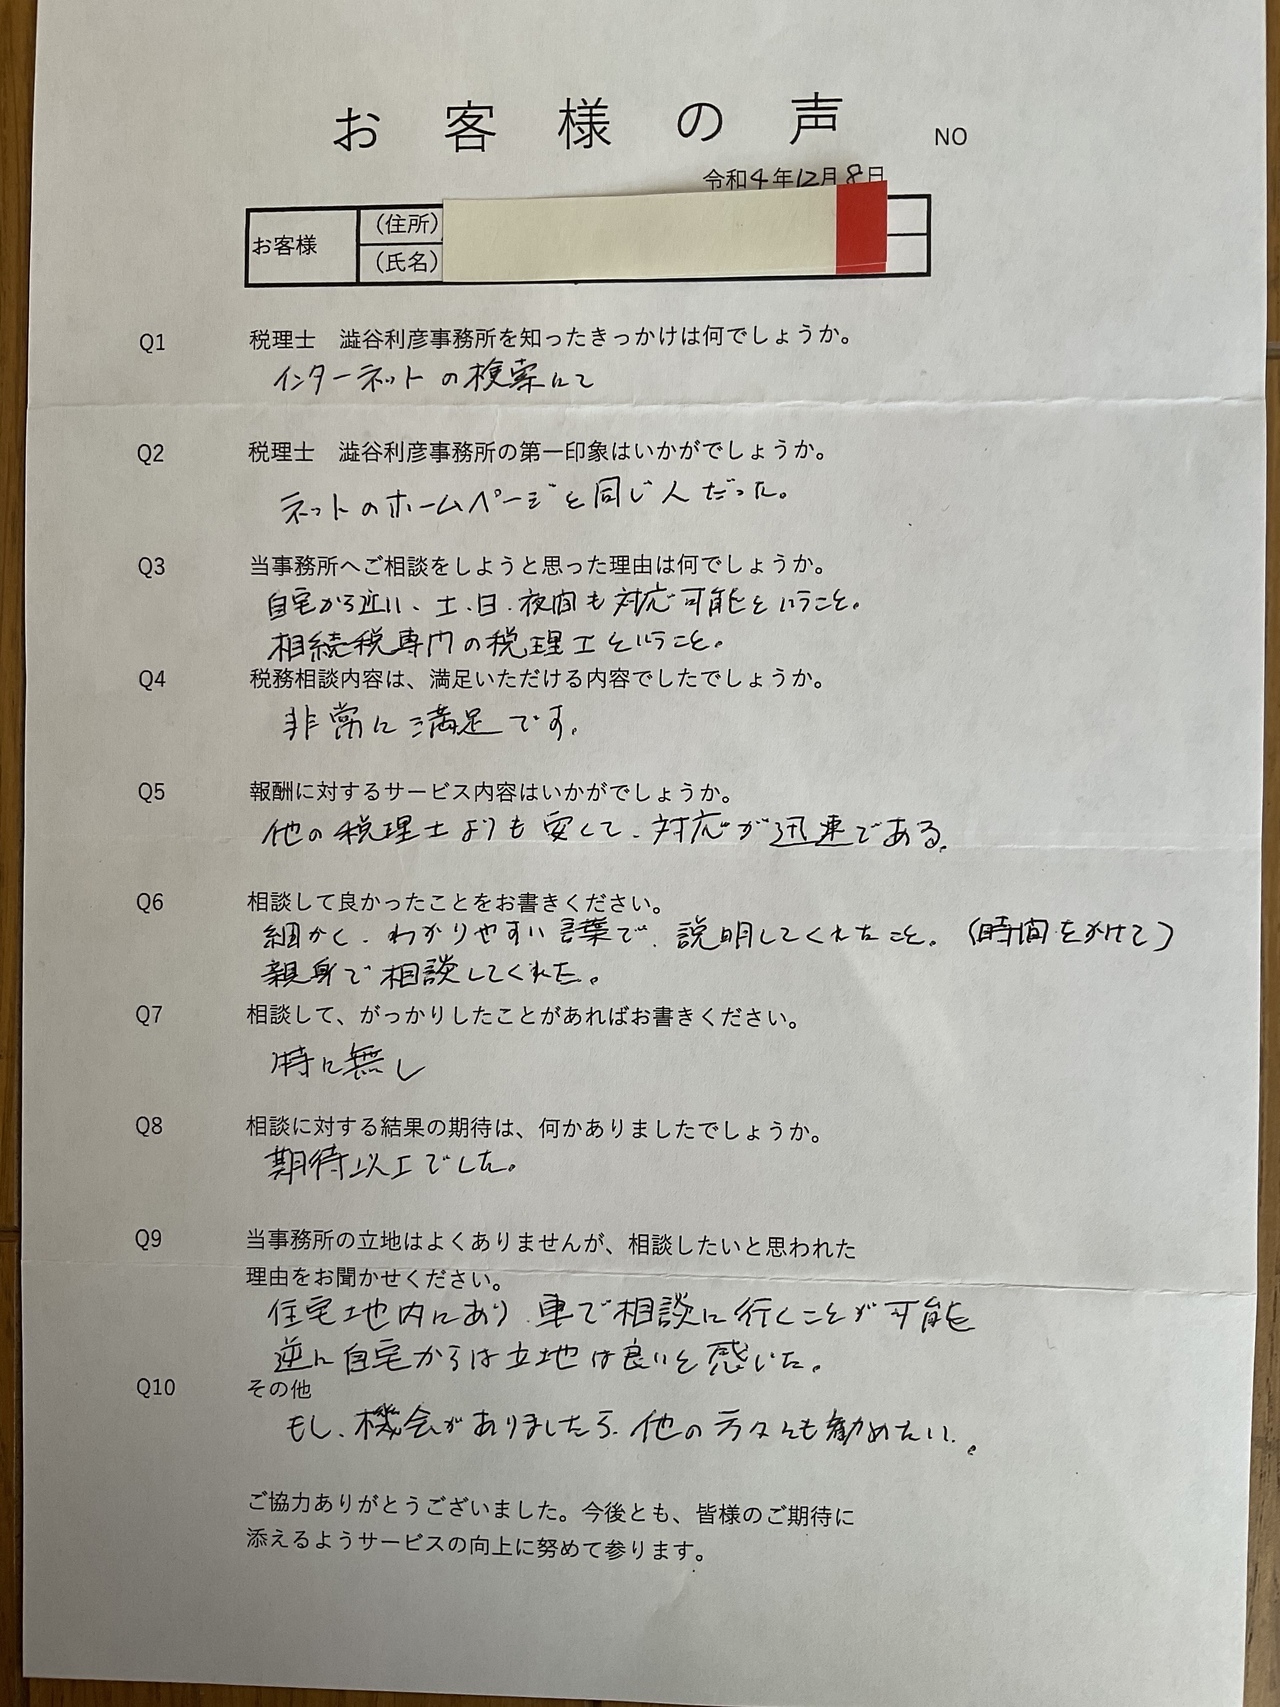 お客様の声 NO
令和4年12月8日
お客様 (住所)
(氏名)
Q1 税理士 澁谷利彦事務所を知ったきっかけは何でしょうか。
インターネットの検索にて
Q2 税理士 澁谷利彦事務所の第一印象はいかがでしょうか。
ネットのホームページと同じ人だった。
Q3 当事務所へご相談をしようと思った理由は何でしょうか。
自宅から近い、土、日、夜間も対応可能ということ。
相続税専門の税理士ということ。
Q4 税務相談内容は、満足いただける内容でしたでしょうか。
非常に満足です。
Q5 報酬に対するサービス内容はいかがでしょうか。
他の税理士よりも安くて、対応が迅速である。
Q6 相談して良かったことをお書きください。
細かく、わかりやすい言葉で、説明してくれたこと。(時間をかけて)
親身で相談してくれた。
Q7 相談して、がっかりしたことがあればお書きください。
特に無し
Q8 相談に対する結果の期待は、何かありましたでしょうか。
期待以上でした。
Q9 当事務所の立地はよくありませんが、相談したいと思われた
理由をお聞かせください。
住宅地内にあり、車で相談に行くことが可能
逆に自宅からは立地は良いと感じた。
Q10 その他
もし、機会がありましたら、他の方々にも勧めたい。
ご協力ありがとうございました。今後とも、皆様のご期待に
添えるようサービスの向上に努めて参ります。